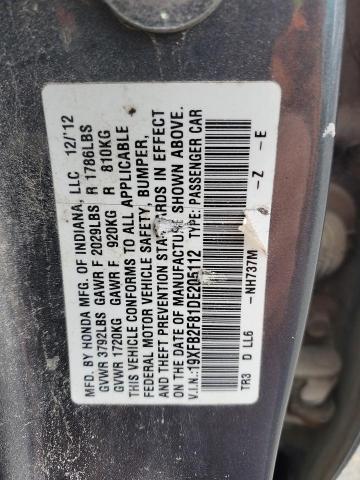 MFD. BY HONDA MFG. OF INDIANA, LLC 12/'12
GVWR 3792LBS GAWR F 2029LBS R 1786LBS
GVWR 1720KG GAWR F 920KG R 810KG
THIS VEHICLE CONFORMS TO ALL APPLICABLE
FEDERAL MOTOR VEHICLE SAFETY, BUMPER,
AND THEFT PREVENTION STANDARDS IN EFFECT
ON THE DATE OF MANUFACTURE SHOWN ABOVE.
V.I.N.:19XFB2F81DE205112 TYPE: PASSENGER CAR
TR3 D LL6 -NH737M -Z -E